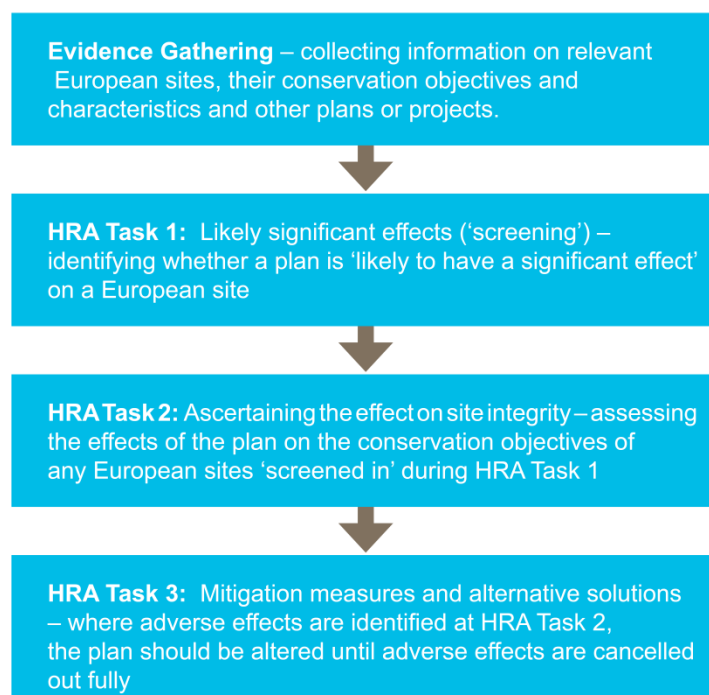 Evidence Gathering – collecting information on relevant
European sites, their conservation objectives and
characteristics and other plans or projects.
HRA Task 1: Likely significant effects (‘screening’) –
identifying whether a plan is ‘likely to have a significant effect’
on a European site
HRA Task 2: Ascertaining the effect on site integrity – assessing
the effects of the plan on the conservation objectives of
any European sites ‘screened in’ during HRA Task 1
HRA Task 3: Mitigation measures and alternative solutions
– where adverse effects are identified at HRA Task 2,
the plan should be altered until adverse effects are cancelled
out fully